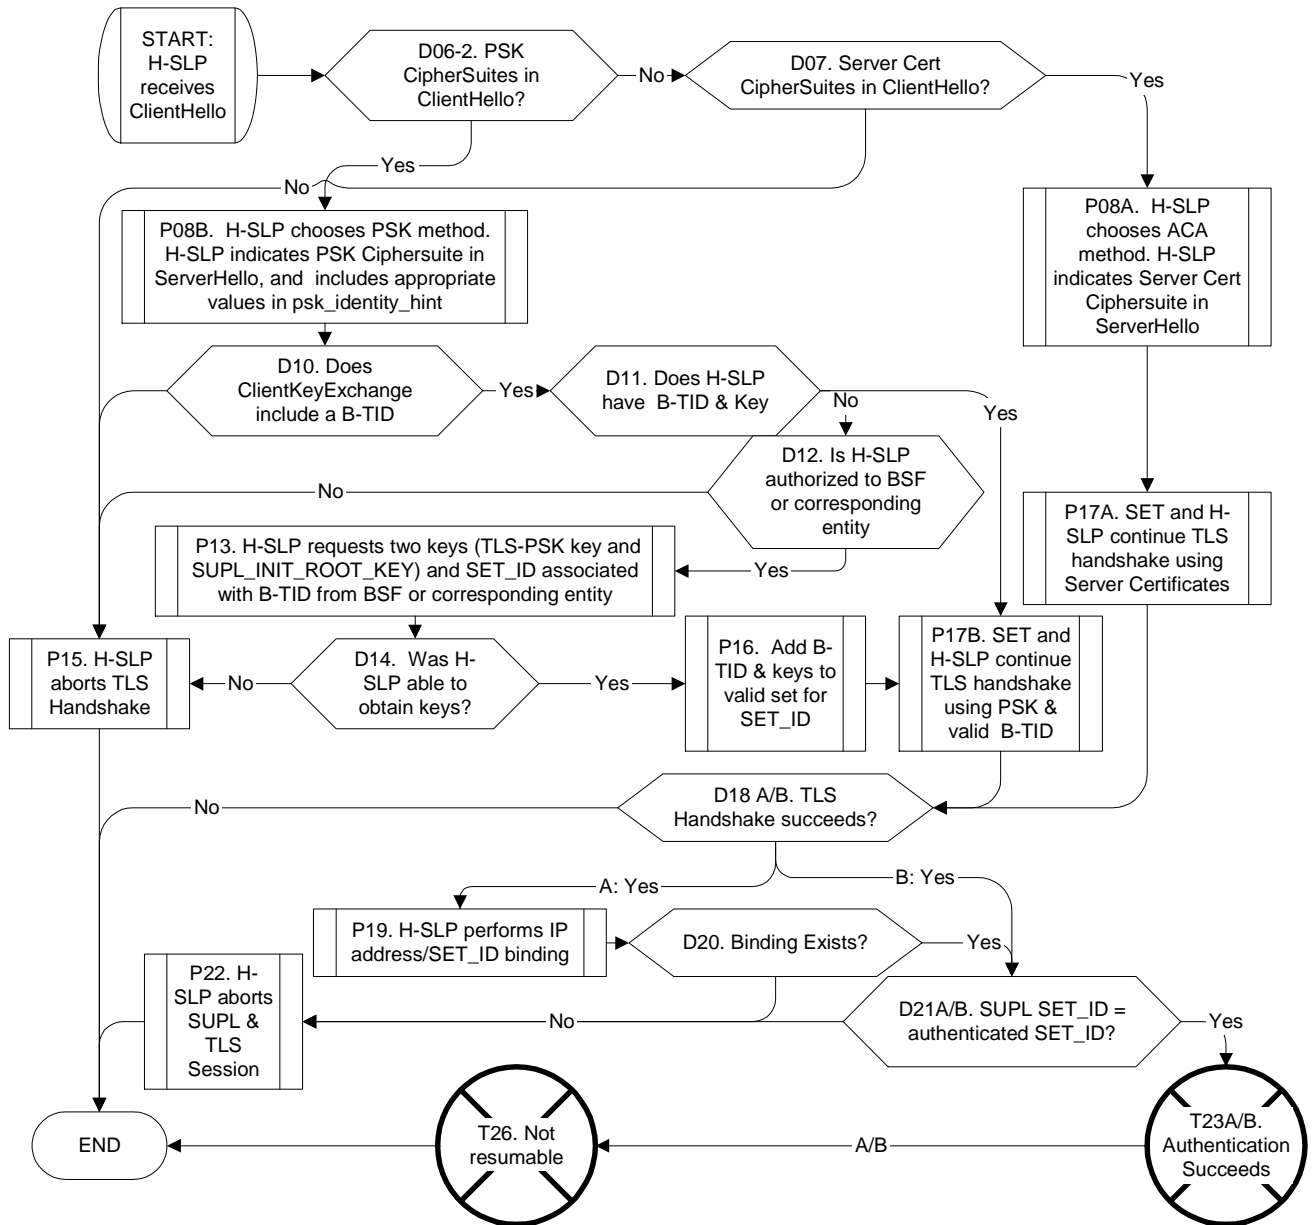 START:
H-SLP
receives
ClientHello
D06-2. PSK
CipherSuites in
ClientHello?
No
D07. Server Cert
CipherSuites in ClientHello?
Yes
Yes
No
P08B. H-SLP chooses PSK method.
H-SLP indicates PSK Ciphersuite in
ServerHello, and includes appropriate
values in psk_identity_hint
P08A. H-SLP
chooses ACA
method. H-SLP
indicates Server Cert
Ciphersuite in
ServerHello
D10. Does
ClientKeyExchange
include a B-TID
Yes
D11. Does H-SLP
have B-TID & Key
No
Yes
D12. Is H-SLP
authorized to BSF
or corresponding
entity
No
Yes
P13. H-SLP requests two keys (TLS-PSK key and
SUPL_INIT_ROOT_KEY) and SET_ID associated
with B-TID from BSF or corresponding entity
P17A. SET and H-
SLP continue TLS
handshake using
Server Certificates
P15. H-SLP
aborts TLS
Handshake
No
D14. Was H-
SLP able to
obtain keys?
Yes
P16. Add B-
TID & keys to
valid set for
SET_ID
P17B. SET and
H-SLP continue
TLS handshake
using PSK &
valid B-TID
No
D18 A/B. TLS
Handshake succeeds?
A: Yes
B: Yes
P19. H-SLP performs IP
address/SET_ID binding
D20. Binding Exists?
Yes
P22. H-
SLP aborts
SUPL &
TLS
Session
No
D21A/B. SUPL SET_ID =
authenticated SET_ID?
Yes
END
T26. Not
resumable
A/B
T23A/B.
Authentication
Succeeds